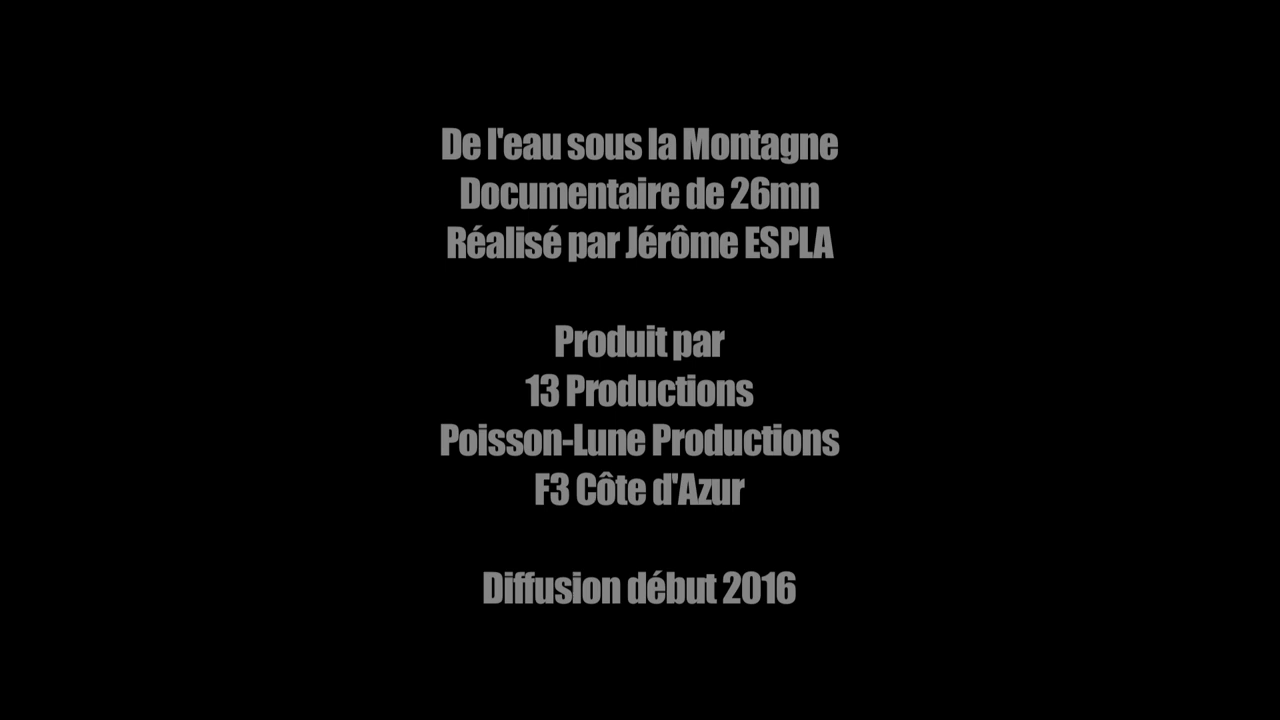 De l'eau sous la Montagne
Documentaire de 26mn
Réalisé par Jérôme ESPLA
Produit par
13 Productions
Poisson-Lune Productions
F3 Côte d'Azur
Diffusion début 2016